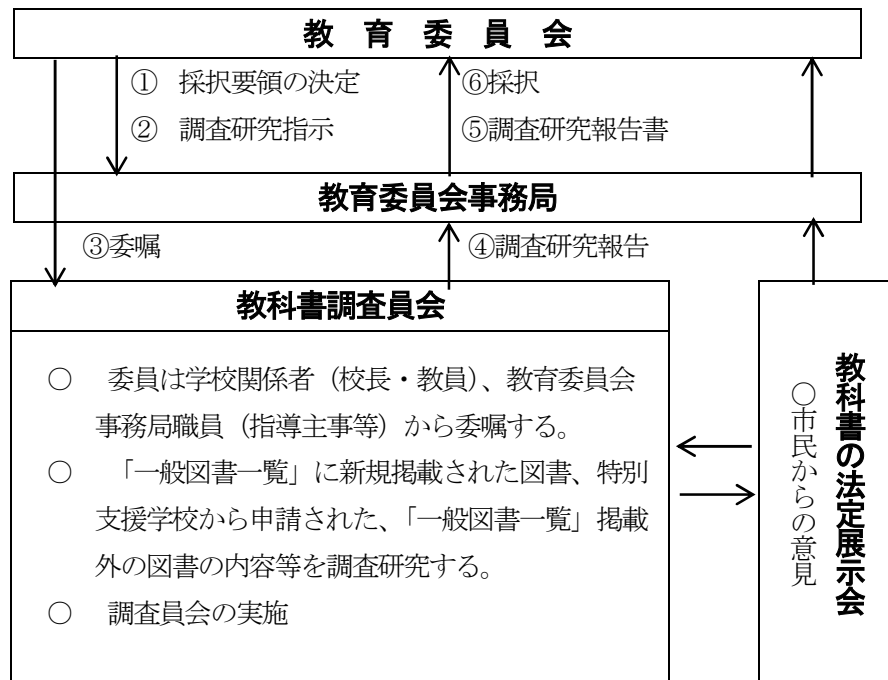 教　育　委　員　会
①　採択要領の決定
⑥採択
②　調査研究指示
⑤調査研究報告書
教育委員会事務局
③委嘱
④調査研究報告
教科書調査員会
○　委員は学校関係者（校長・教員）、教育委員会
事務局職員（指導主事等）から委嘱する。
○　「一般図書一覧」に新規掲載された図書、特別
支援学校から申請された、「一般図書一覧」掲載
外の図書の内容等を調査研究する。
○　調査員会の実施
教科書の法定展示会
○市民からの意見